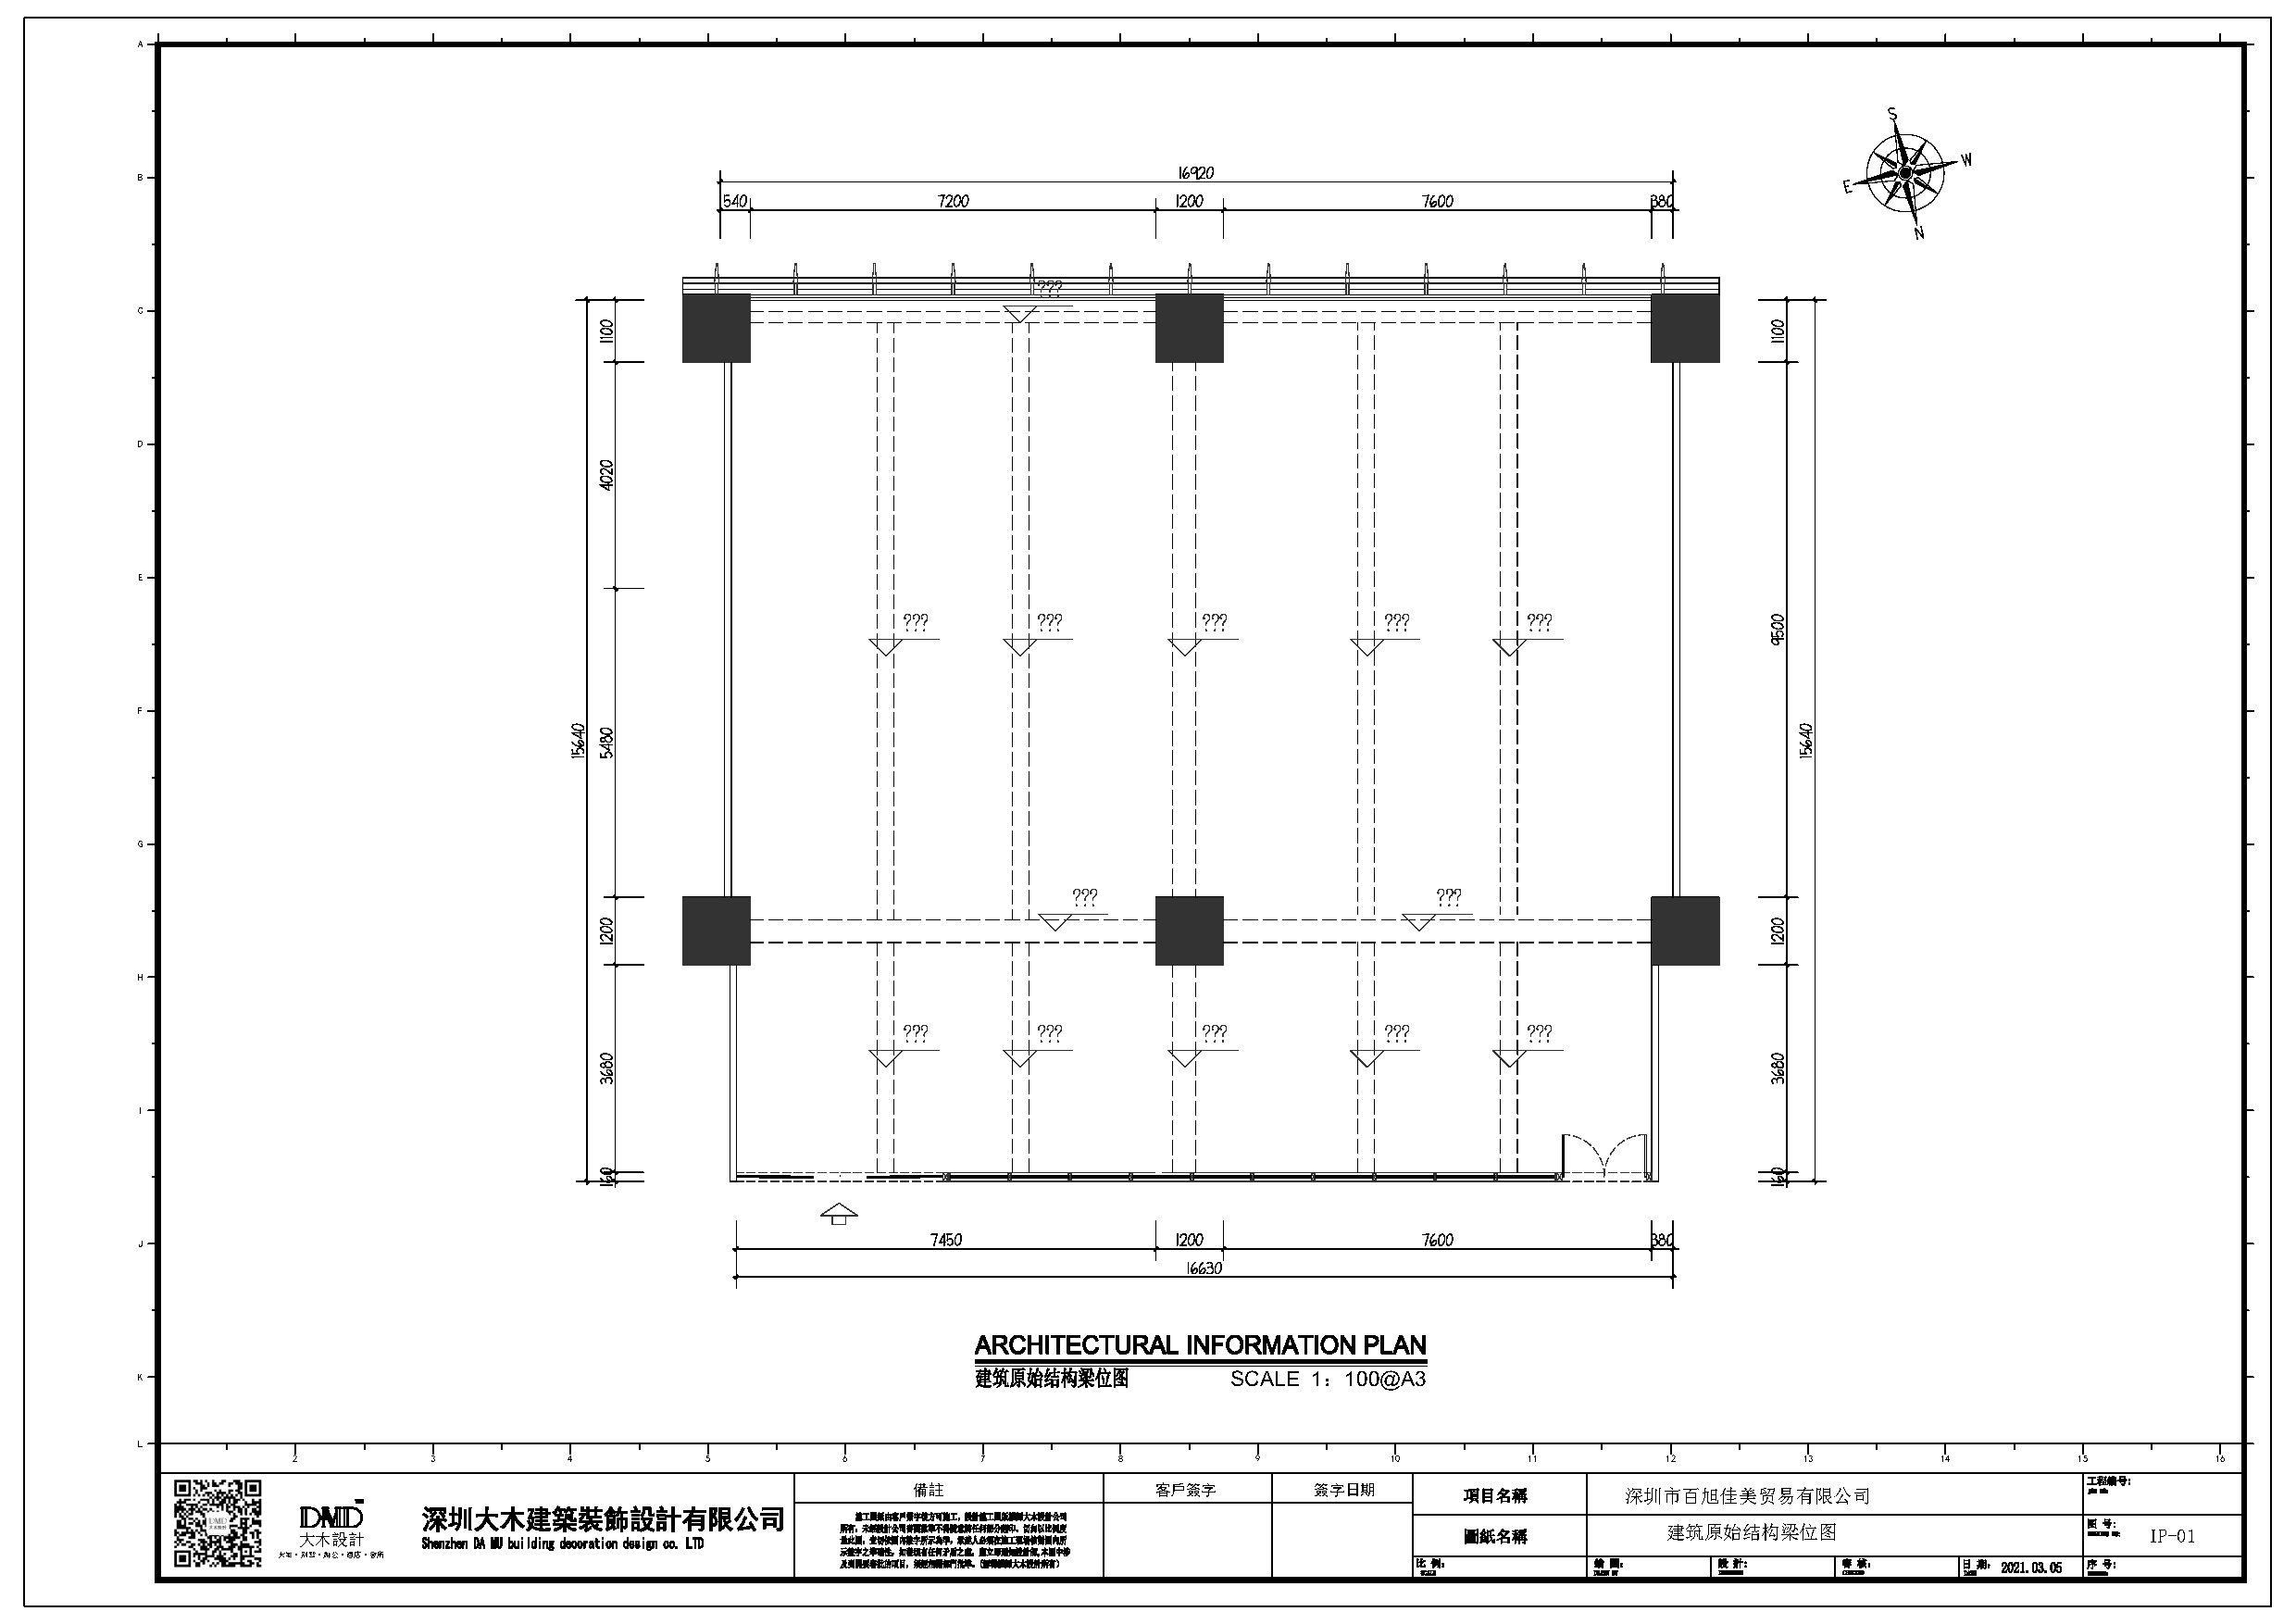 A
B
C
D
E
F
G
H
I
J
K
L
S
W
E
N
16920
540 7200 1200 7600 380
???
1100
1100
4020
9500
??? ??? ??? ??? ???
15640
5480
15640
??? ???
1200
1200
??? ??? ??? ??? ???
3680
3680
160
160
7450 1200 7600 380
16630
ARCHITECTURAL INFORMATION PLAN
建筑原始结构梁位图 SCALE 1：100@A3
2 3 4 5 6 7 8 9 10 11 12 13 14 15 16
DMD
大木設計
深圳大木建築裝飾設計有限公司
Shenzhen DA MU building decoration design co. LTD
備註
客戶簽字
簽字日期
項目名稱
深圳市百旭佳美贸易有限公司
工程編号:
圖紙名稱
建筑原始结构梁位图
图 号:
IP-01
比 例:
繪 圖:
設 計:
審 核:
日 期: 2021.03.05
序 号: